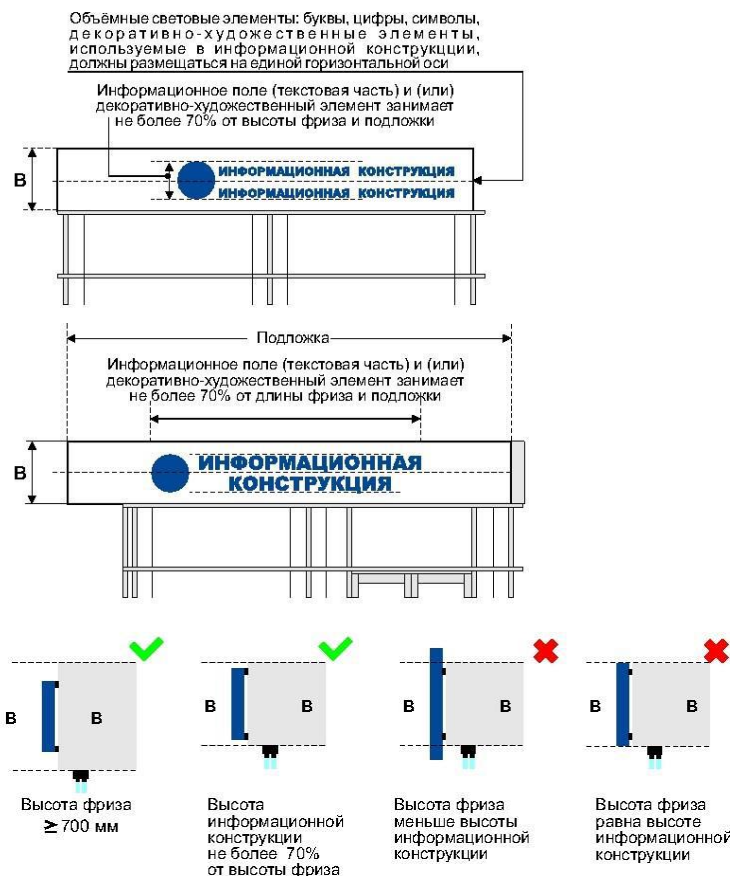 Объёмные световые элементы: буквы, цифры, символы,
декоративно-художественные элементы,
используемые в информационной конструкцции,
должны размещаться на единой горизонтальной оси
Информационное поле (текстовая часть) и (или)
декоративно-художественный элемент занимает
не более 70% от высоты фриза и подложки
В
ИНФОРМАЦИОННАЯ КОНСТРУКЦИЯ
ИНФОРМАЦИОННАЯ КОНСТРУКЦИЯ
Подложка
Информационное поле (текстовая часть) и (или)
декоративно-художественный элемент занимает
не более 70% от длины фриза и подложки
В
ИНФОРМАЦИОННАЯ
КОНСТРУКЦИЯ
В В
Высота фриза
≥ 700 мм
В В
Высота
информационной
конструкции
не более 70%
от высоты фриза
В В
Высота фриза
меньше высоты
информационной
конструкции
В В
Высота фриза
равна высоте
информационной
конструкции